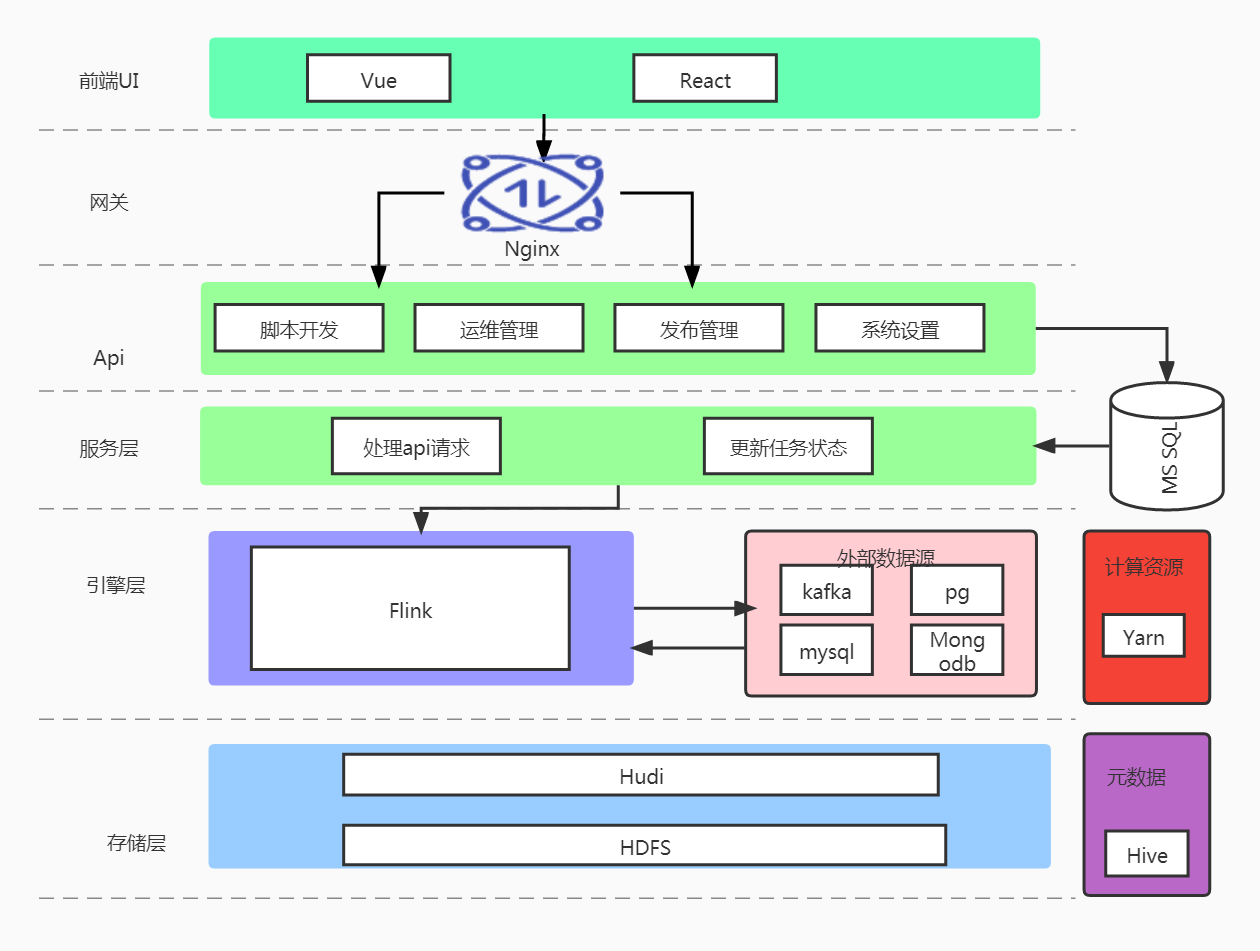 前端UI
Vue
React
网关
Nginx
Api
脚本开发
运维管理
发布管理
系统设置
服务层
处理api请求
更新任务状态
MS SQL
引擎层
Flink
外部数据源
kafka
pg
mysql
Mong
odb
计算资源
Yarn
存储层
Hudi
HDFS
元数据
Hive